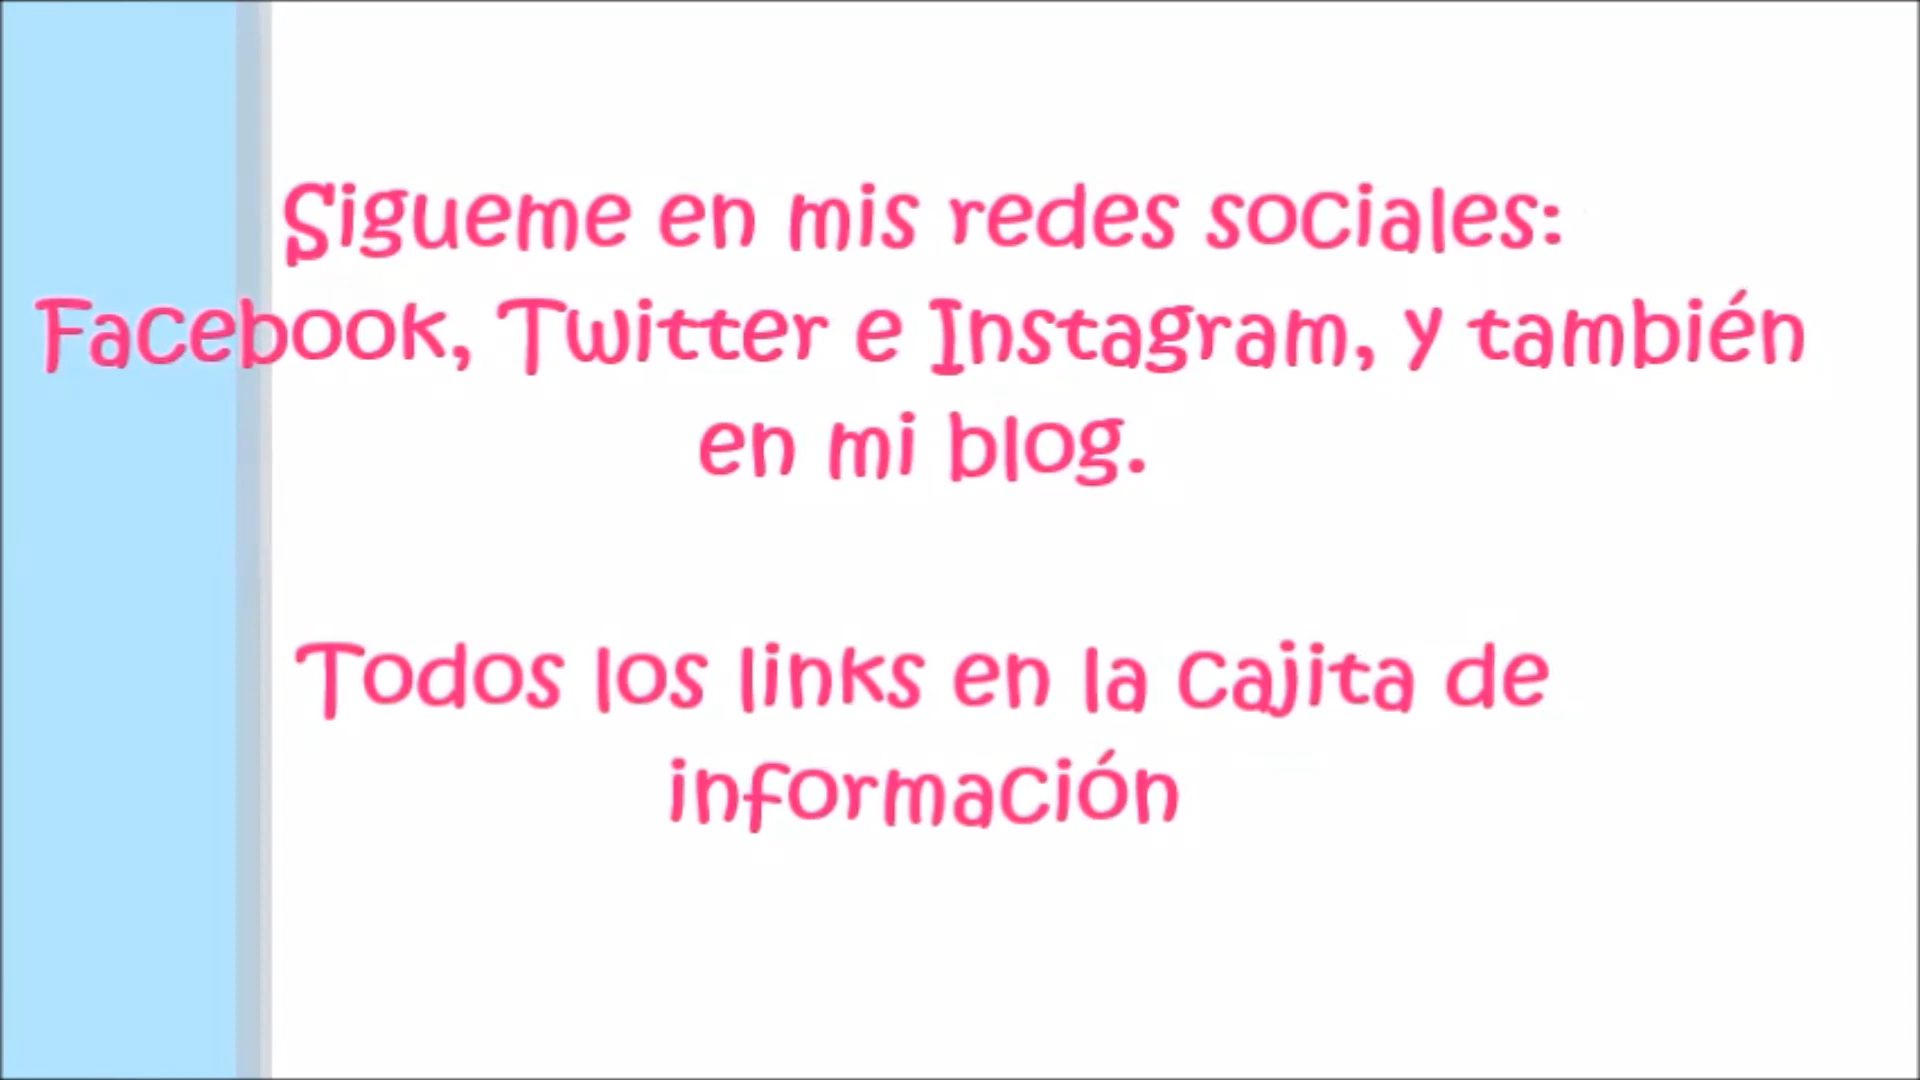 Sigueme en mis redes sociales:
Facebook, Twitter e Instagram, y también
en mi blog.
Todos los links en la cajita de
información